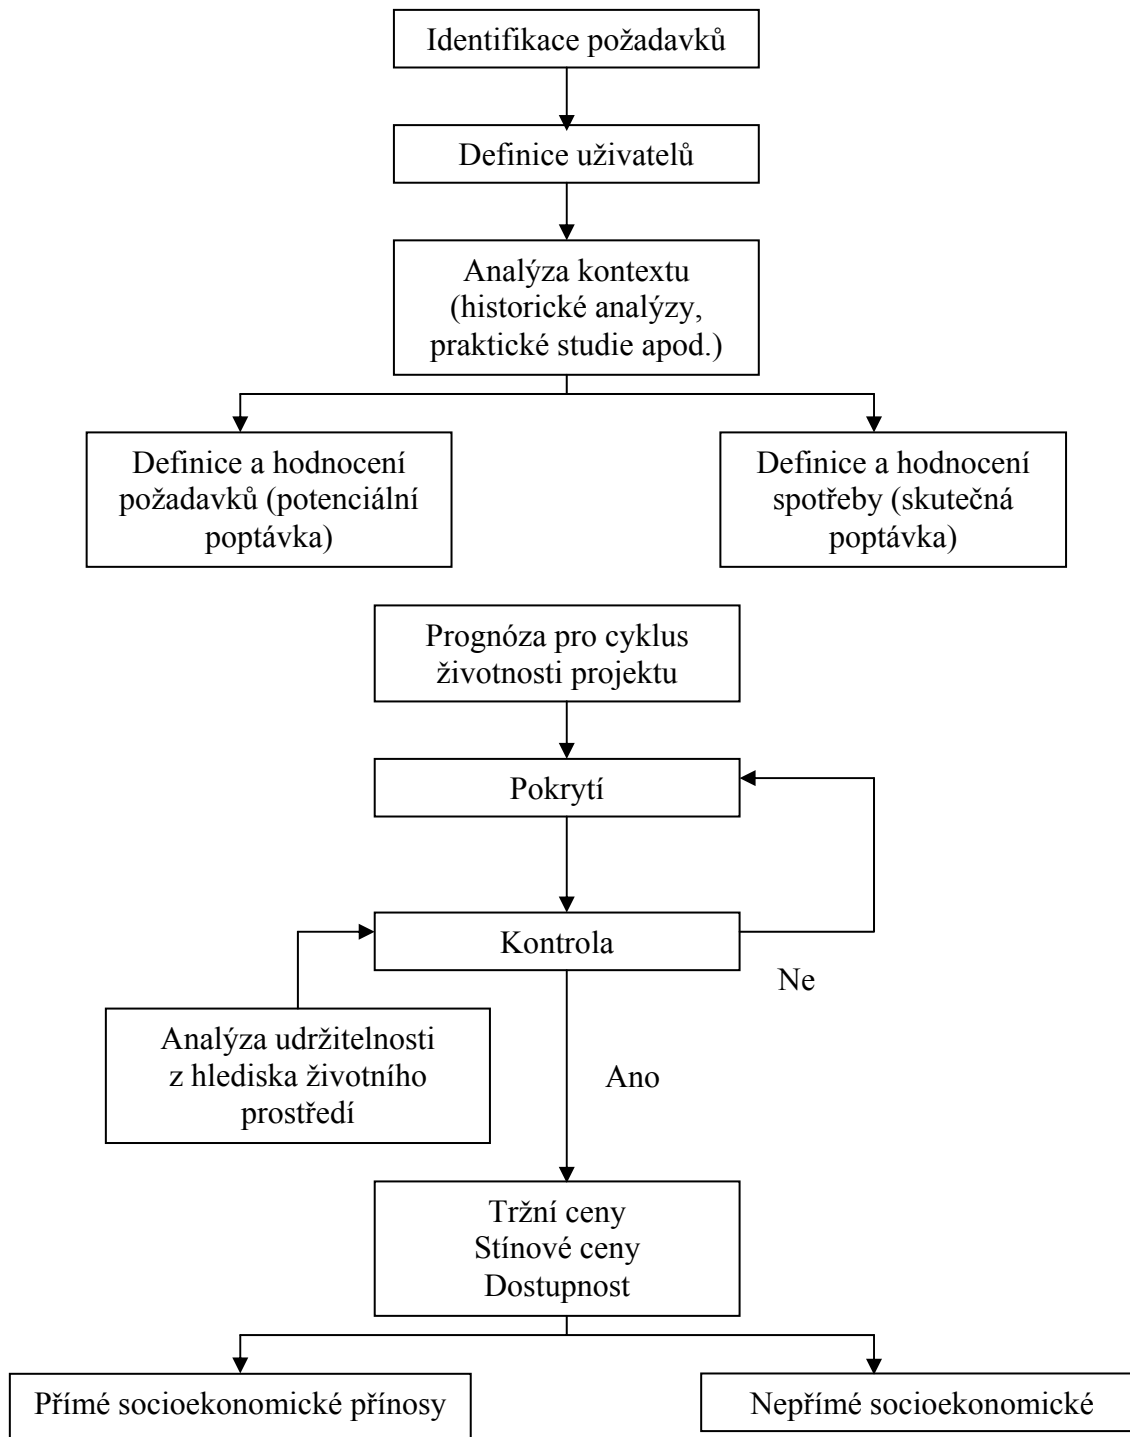 Identifikace požadavků
Definice uživatelů
Analýza kontextu
(historické analýzy,
praktické studie apod.)
Definice a hodnocení
požadavků (potenciální
poptávka)
Definice a hodnocení
spotřeby (skutečná
poptávka)
Prognóza pro cyklus
životnosti projektu
Pokrytí
Kontrola
Ne
Analýza udržitelnosti
z hlediska životního
prostředí
Ano
Tržní ceny
Stínové ceny
Dostupnost
Přímé socioekonomické přínosy
Nepřímé socioekonomické